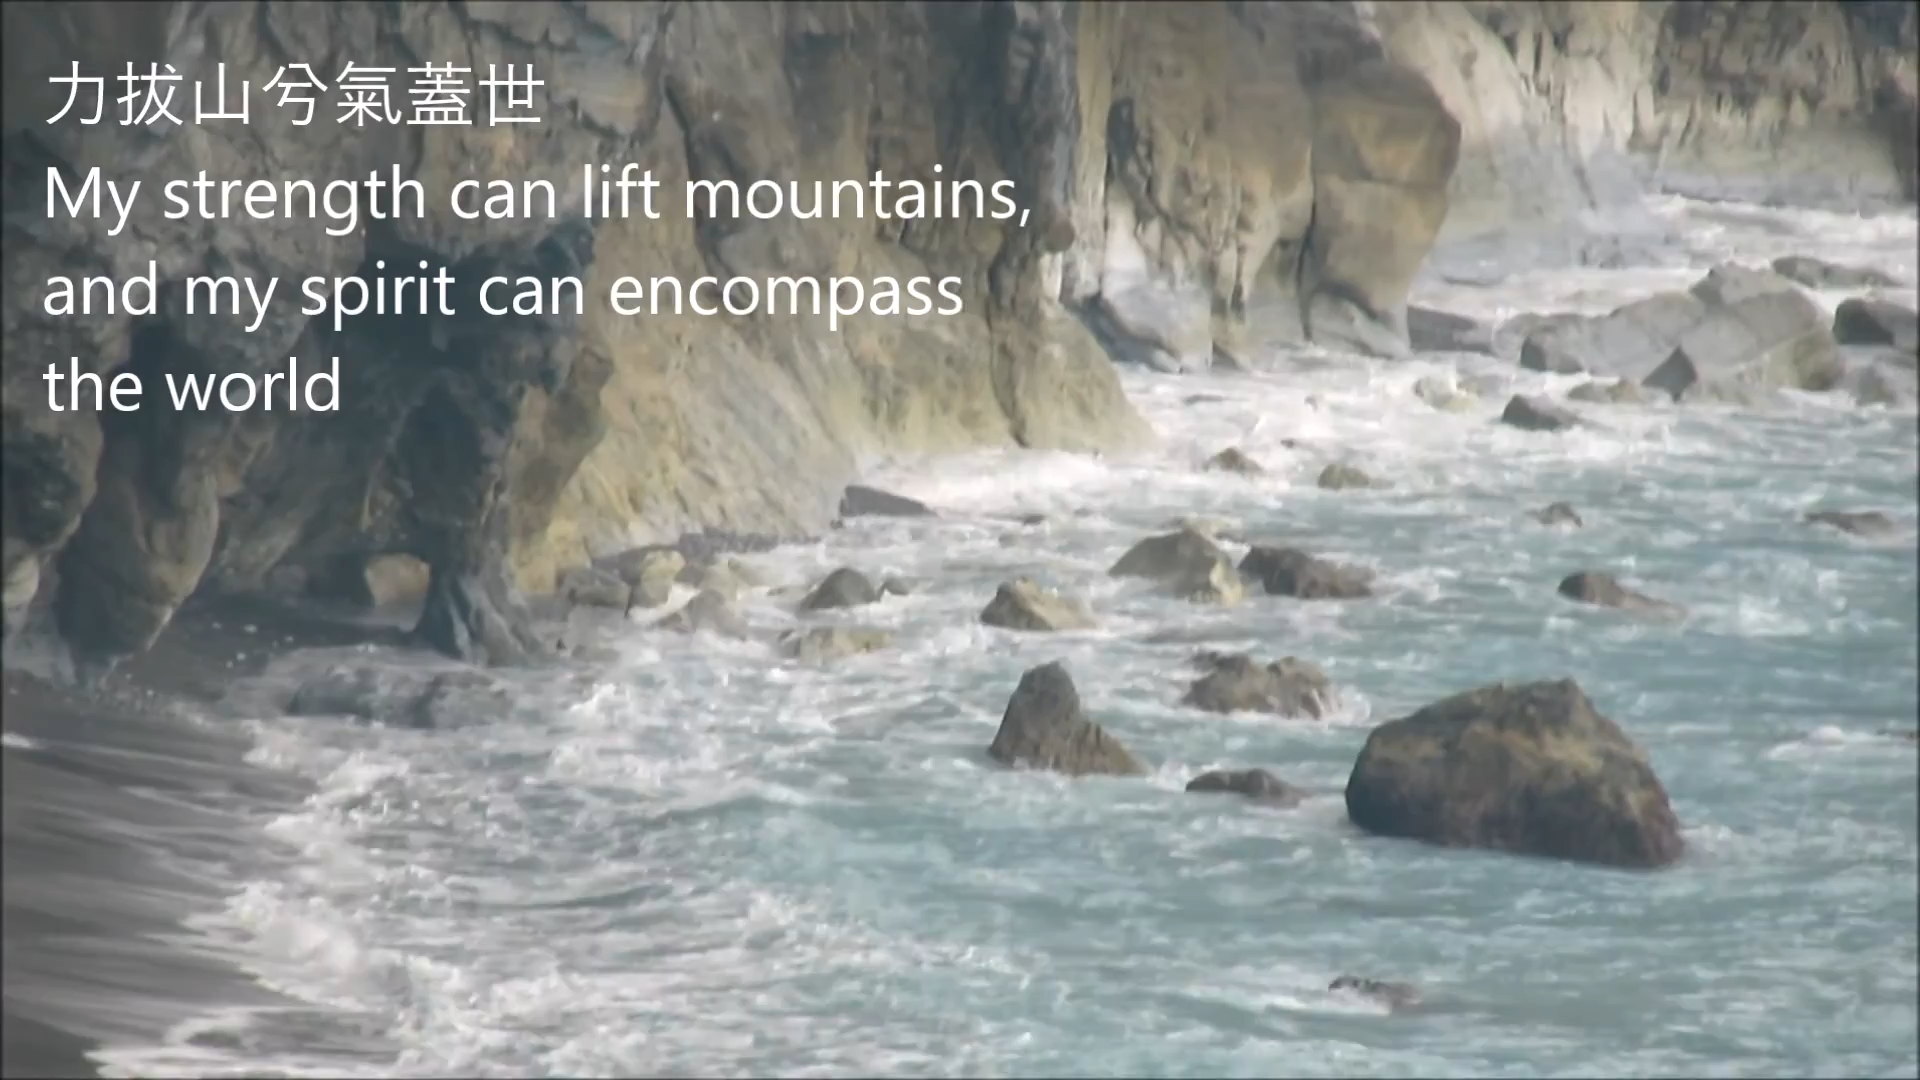 力拔山兮氣蓋世
My strength can lift mountains,
and my spirit can encompass
the world